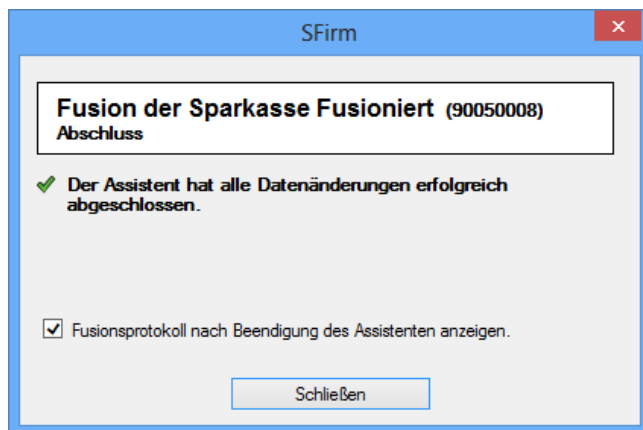 SFirm
Fusion der Sparkasse Fusioniert (90050008)
Abschluss
Der Assistent hat alle Datenänderungen erfolgreich
abgeschlossen.
Fusionsprotokoll nach Beendigung des Assistenten anzeigen.
Schließen